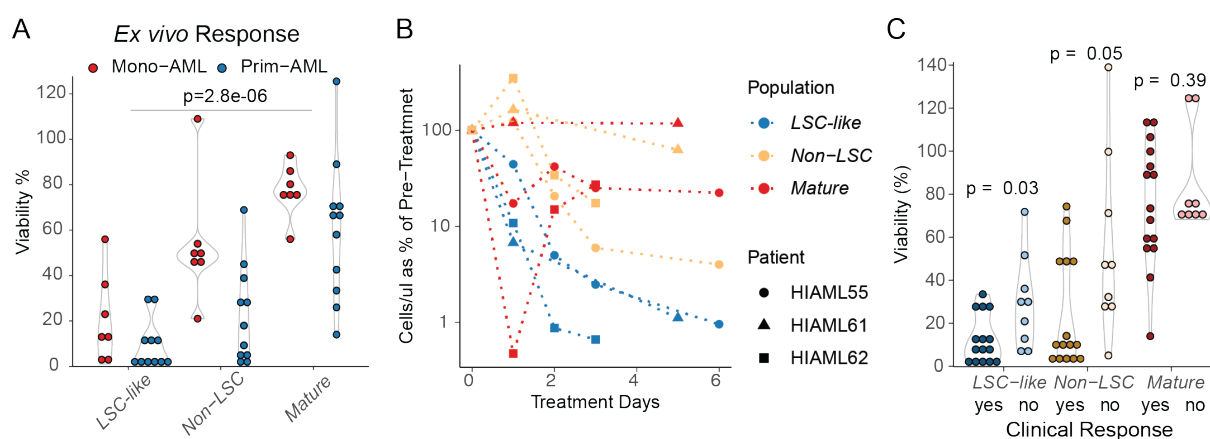 A
Ex vivo Response
Mono−AML
Prim−AML
p=2.8e-06
Viability %
120
100
80
60
40
20
0
LSC-like
Non−LSC
Mature
B
Cells/ul as % of Pre−Treatmnet
100
10
1
0
2
4
6
Treatment Days
Population
LSC-like
Non−LSC
Mature
Patient
HIAML55
HIAML61
HIAML62
C
Viability (%)
140
120
100
80
60
40
20
0
p = 0.03
p = 0.05
p = 0.39
LSC−like Non−LSC Mature
yes no yes no yes no
Clinical Response